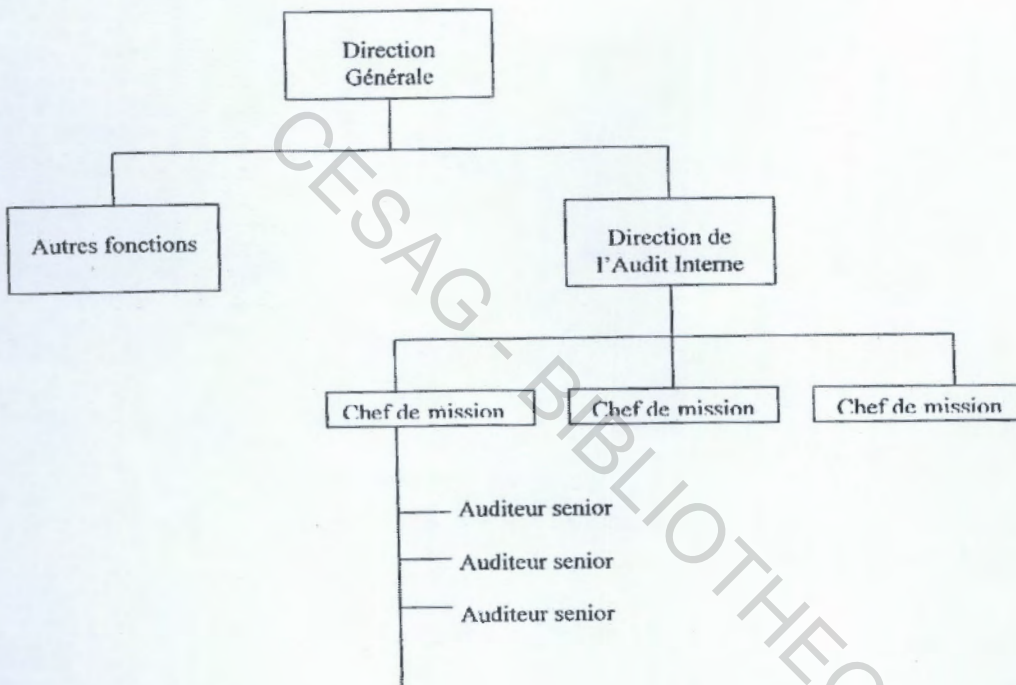 Direction
Générale
Autres fonctions
Direction de
l'Audit Interne
Chef de mission
Chef de mission
Chef de mission
Auditeur senior
Auditeur senior
Auditeur senior
CESAG - BIBLIOTHEQ